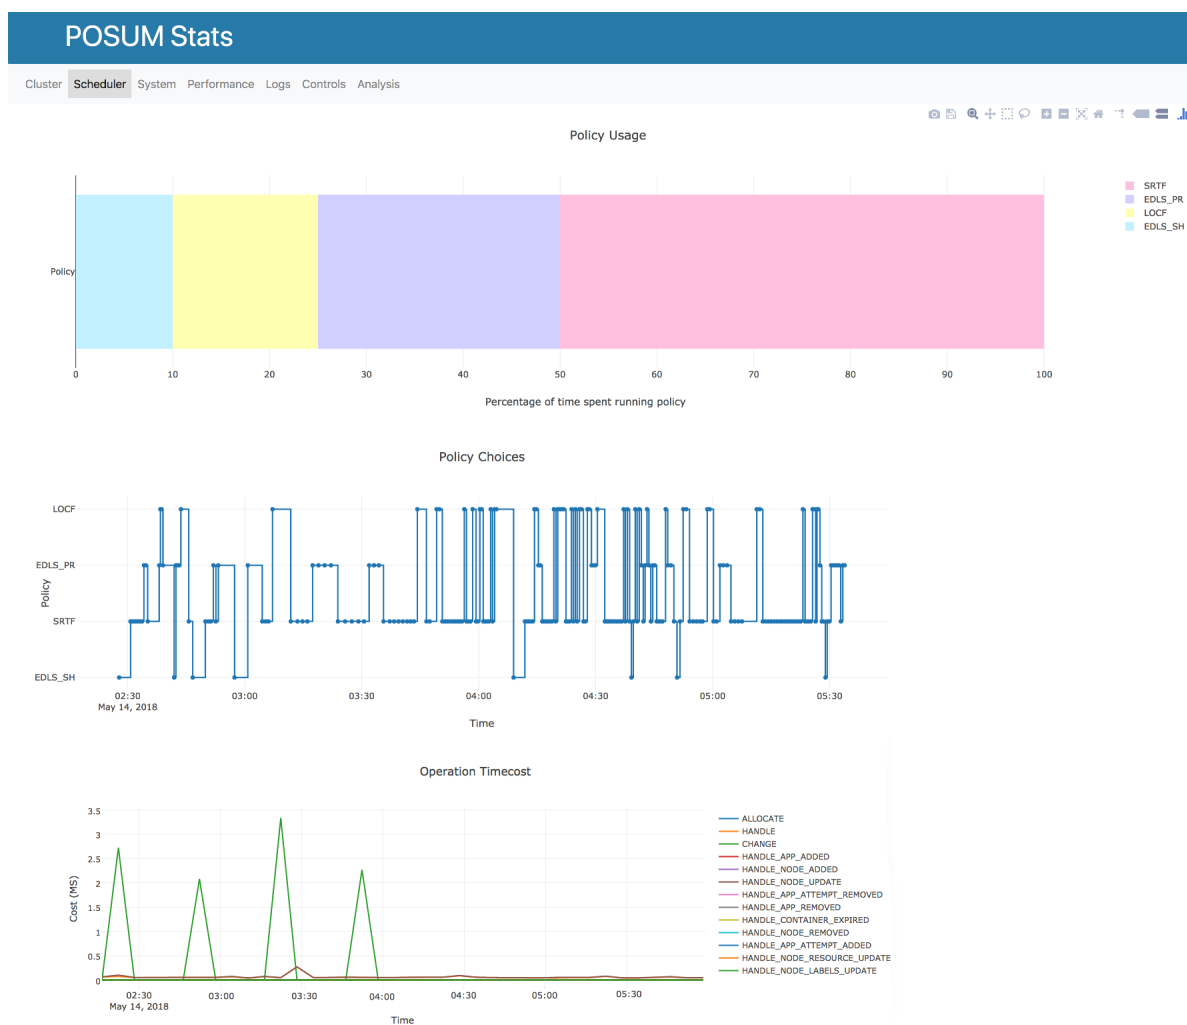 POSUM Stats
Cluster Scheduler System Performance Logs Controls Analysis
Policy Usage
SRTF
EDLS_PR
LOCF
EDLS_SH
Policy
0 10 20 30 40 50 60 70 80 90 100
Percentage of time spent running policy
Policy Choices
LOCF
EDLS_PR
SRTF
EDLS_SH
Policy
02:30 03:00 03:30 04:00 04:30 05:00 05:30
May 14, 2018
Time
Operation Timecost
3.5
3
2.5
2
1.5
1
0.5
0
Cost (MS)
ALLOCATE
HANDLE
CHANGE
HANDLE_APP_ADDED
HANDLE_NODE_ADDED
HANDLE_NODE_UPDATE
HANDLE_APP_ATTEMPT_REMOVED
HANDLE_APP_REMOVED
HANDLE_CONTAINER_EXPIRED
HANDLE_NODE_REMOVED
HANDLE_APP_ATTEMPT_ADDED
HANDLE_NODE_RESOURCE_UPDATE
HANDLE_NODE_LABELS_UPDATE
02:30 03:00 03:30 04:00 04:30 05:00 05:30
May 14, 2018
Time